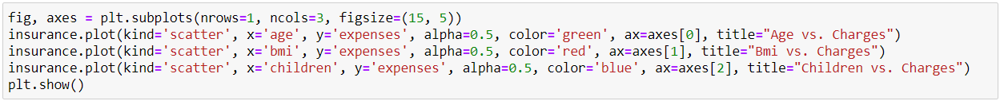 fig, axes = plt.subplots(nrows=1, ncols=3, figsize=(15, 5))
insurance.plot(kind='scatter', x='age', y='expenses', alpha=0.5, color='green', ax=axes[0], title="Age vs. Charges")
insurance.plot(kind='scatter', x='bmi', y='expenses', alpha=0.5, color='red', ax=axes[1], title="Bmi vs. Charges")
insurance.plot(kind='scatter', x='children', y='expenses', alpha=0.5, color='blue', ax=axes[2], title="Children vs. Charges")
plt.show()